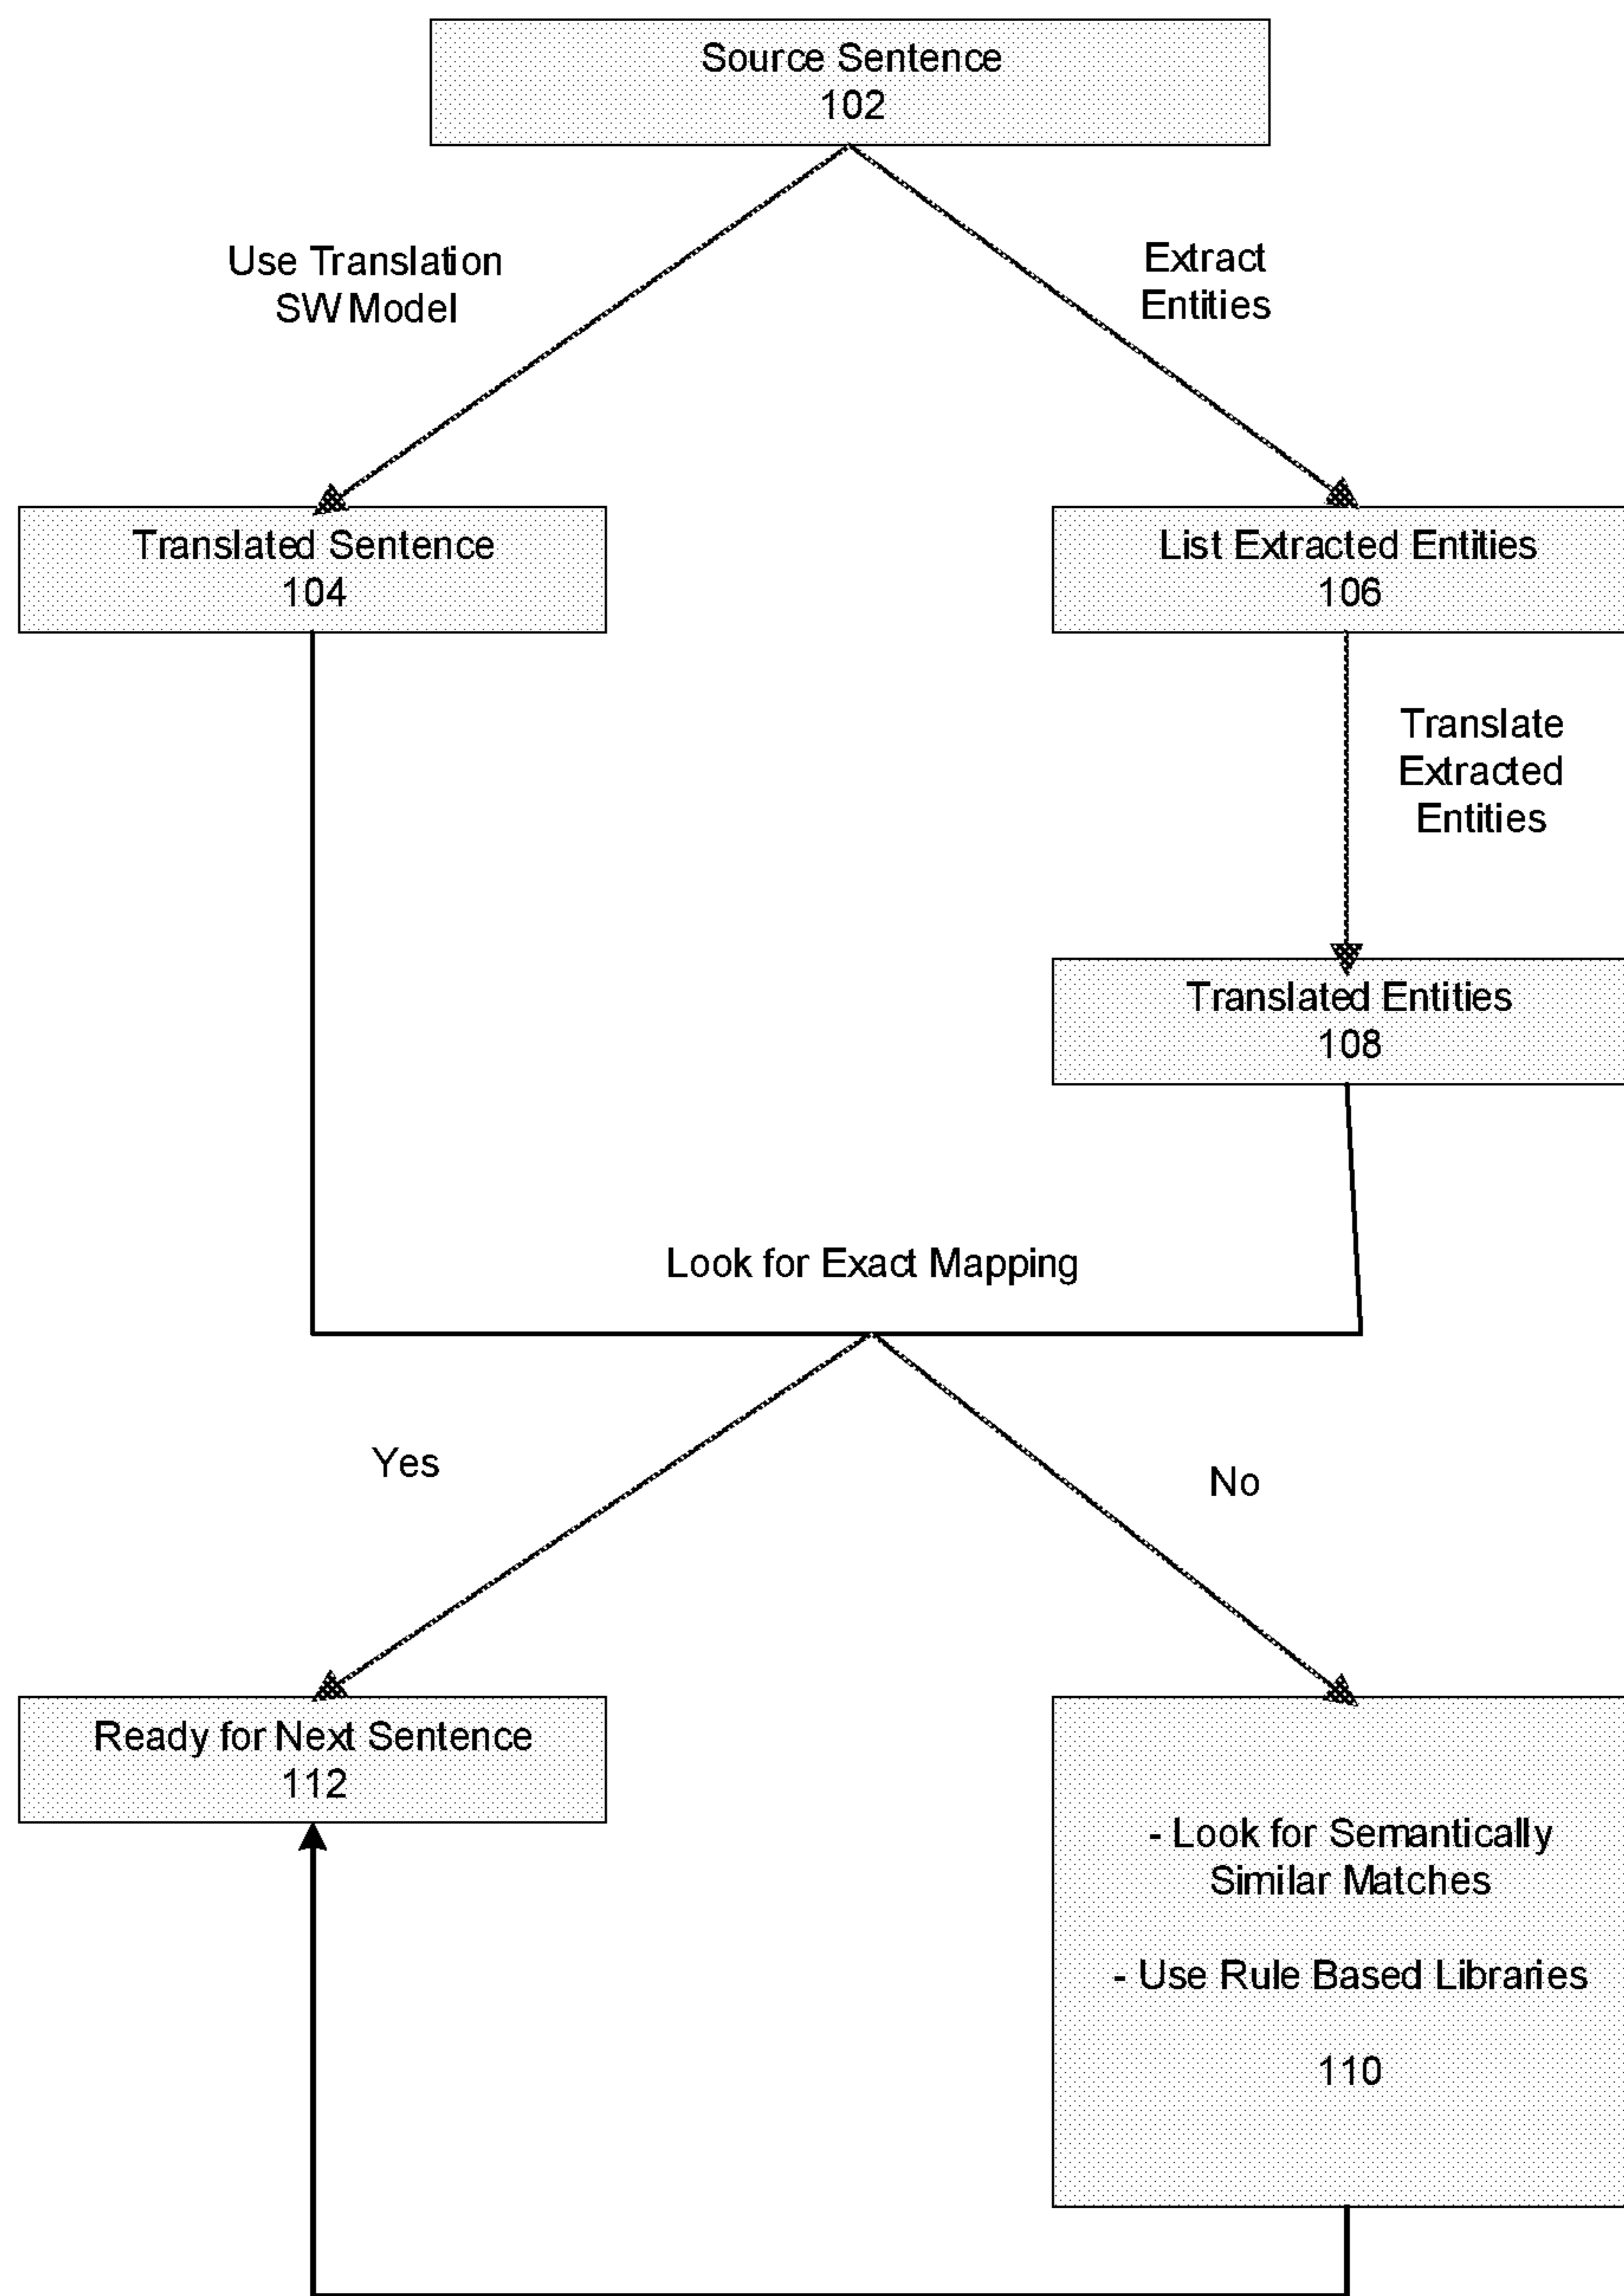 Source Sentence
102
Use Translation
SW Model
Extract
Entities
Translated Sentence
104
List Extracted Entities
106
Translate
Extracted
Entities
Translated Entities
108
Look for Exact Mapping
Yes
No
Ready for Next Sentence
112
- Look for Semantically
Similar Matches
- Use Rule Based Libraries
110